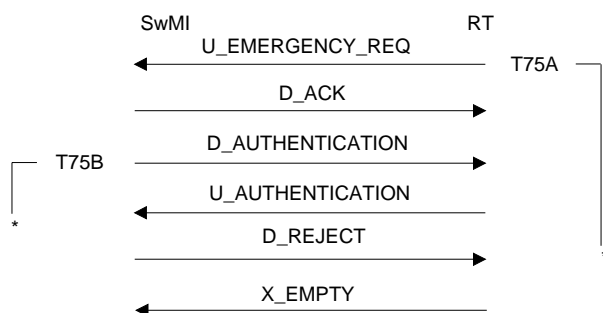 SwMI RT
U_EMERGENCY_REQ
T75A
D_ACK
D_AUTHENTICATION
T75B
U_AUTHENTICATION
*
D_REJECT
*
X_EMPTY